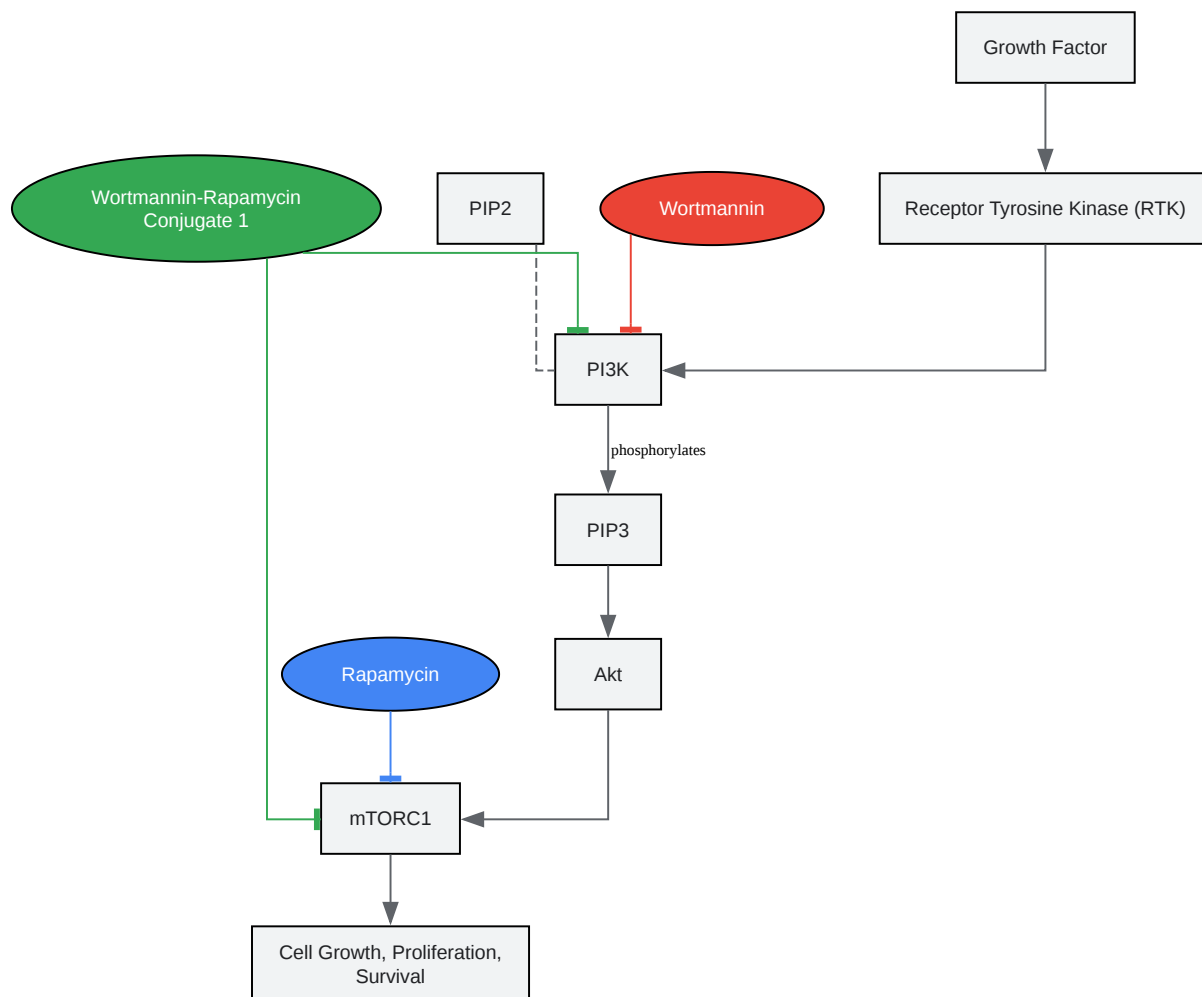 Growth Factor
Wortmannin-Rapamycin
Conjugate 1
PIP2
Wortmannin
Receptor Tyrosine Kinase (RTK)
PI3K
phosphorylates
PIP3
Rapamycin
Akt
mTORC1
Cell Growth, Proliferation,
Survival